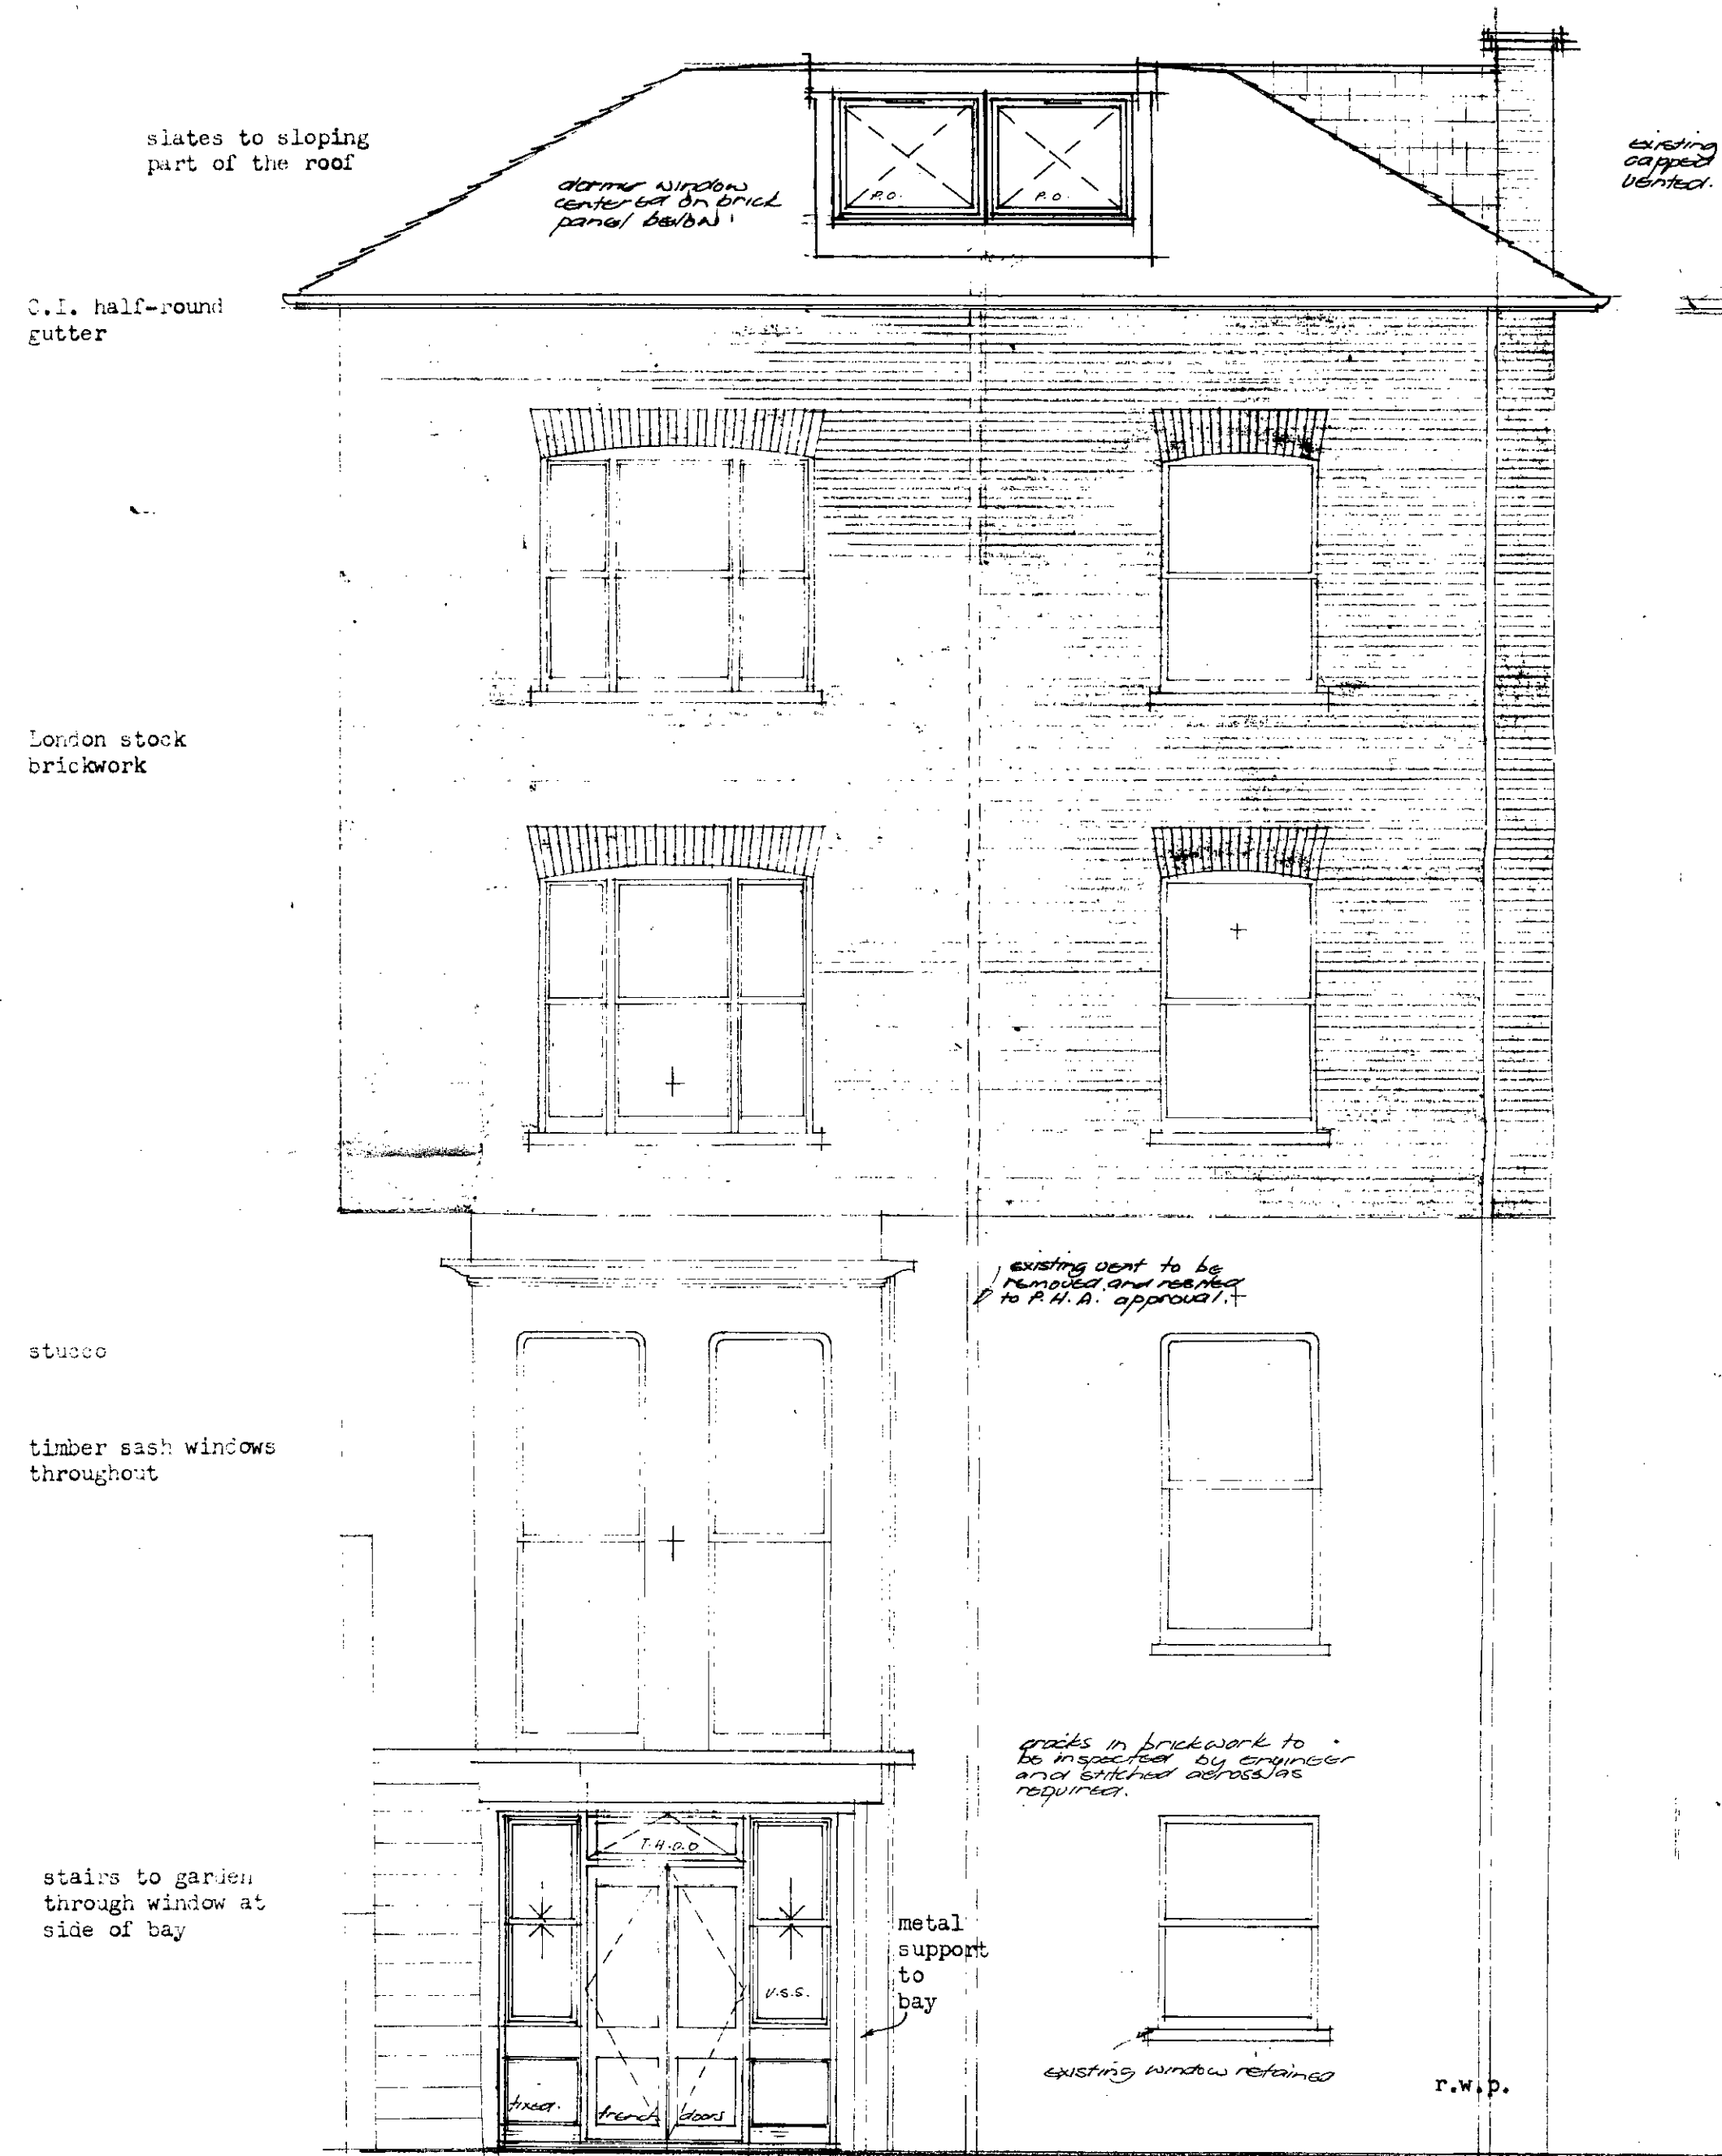 slates to sloping
part of the roof
dormer window
centered on brick
panel below
P.O.
P.O.
existing
capped
vented.
C.I. half-round
gutter
London stock
brickwork
existing vent to be
removed and
to P.H.A. approval.
stucco
timber sash windows
throughout
cracks in brickwork to
be inspected by engineer
and stitched across as
required.
T.H.O.O
stairs to garden
through window at
side of bay
metal
support
to
bay
V.S.S.
existing window retained
r.w.p.
fixed.
french doors